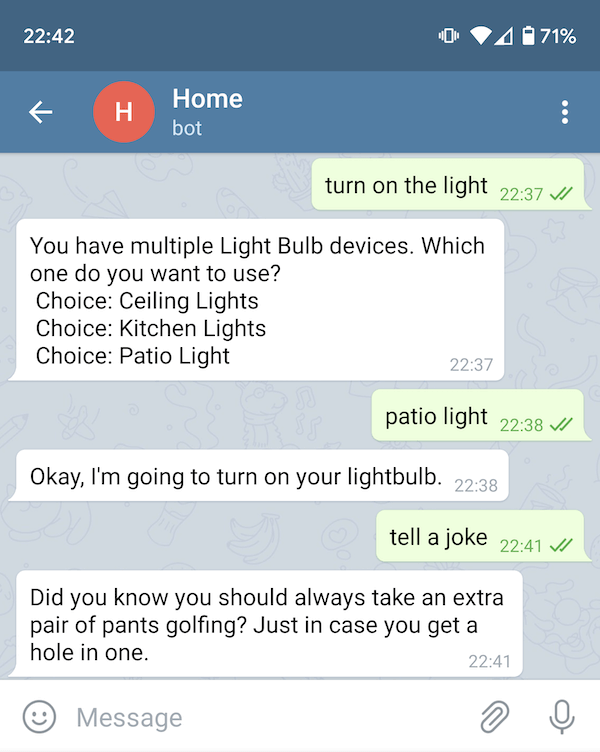 22:42
71%
H
Home
bot
turn on the light 22:37
You have multiple Light Bulb devices. Which
one do you want to use?
Choice: Ceiling Lights
Choice: Kitchen Lights
Choice: Patio Light
22:37
patio light 22:38
Okay, I'm going to turn on your lightbulb. 22:38
tell a joke 22:41
Did you know you should always take an extra
pair of pants golfing? Just in case you get a
hole in one.
22:41
Message